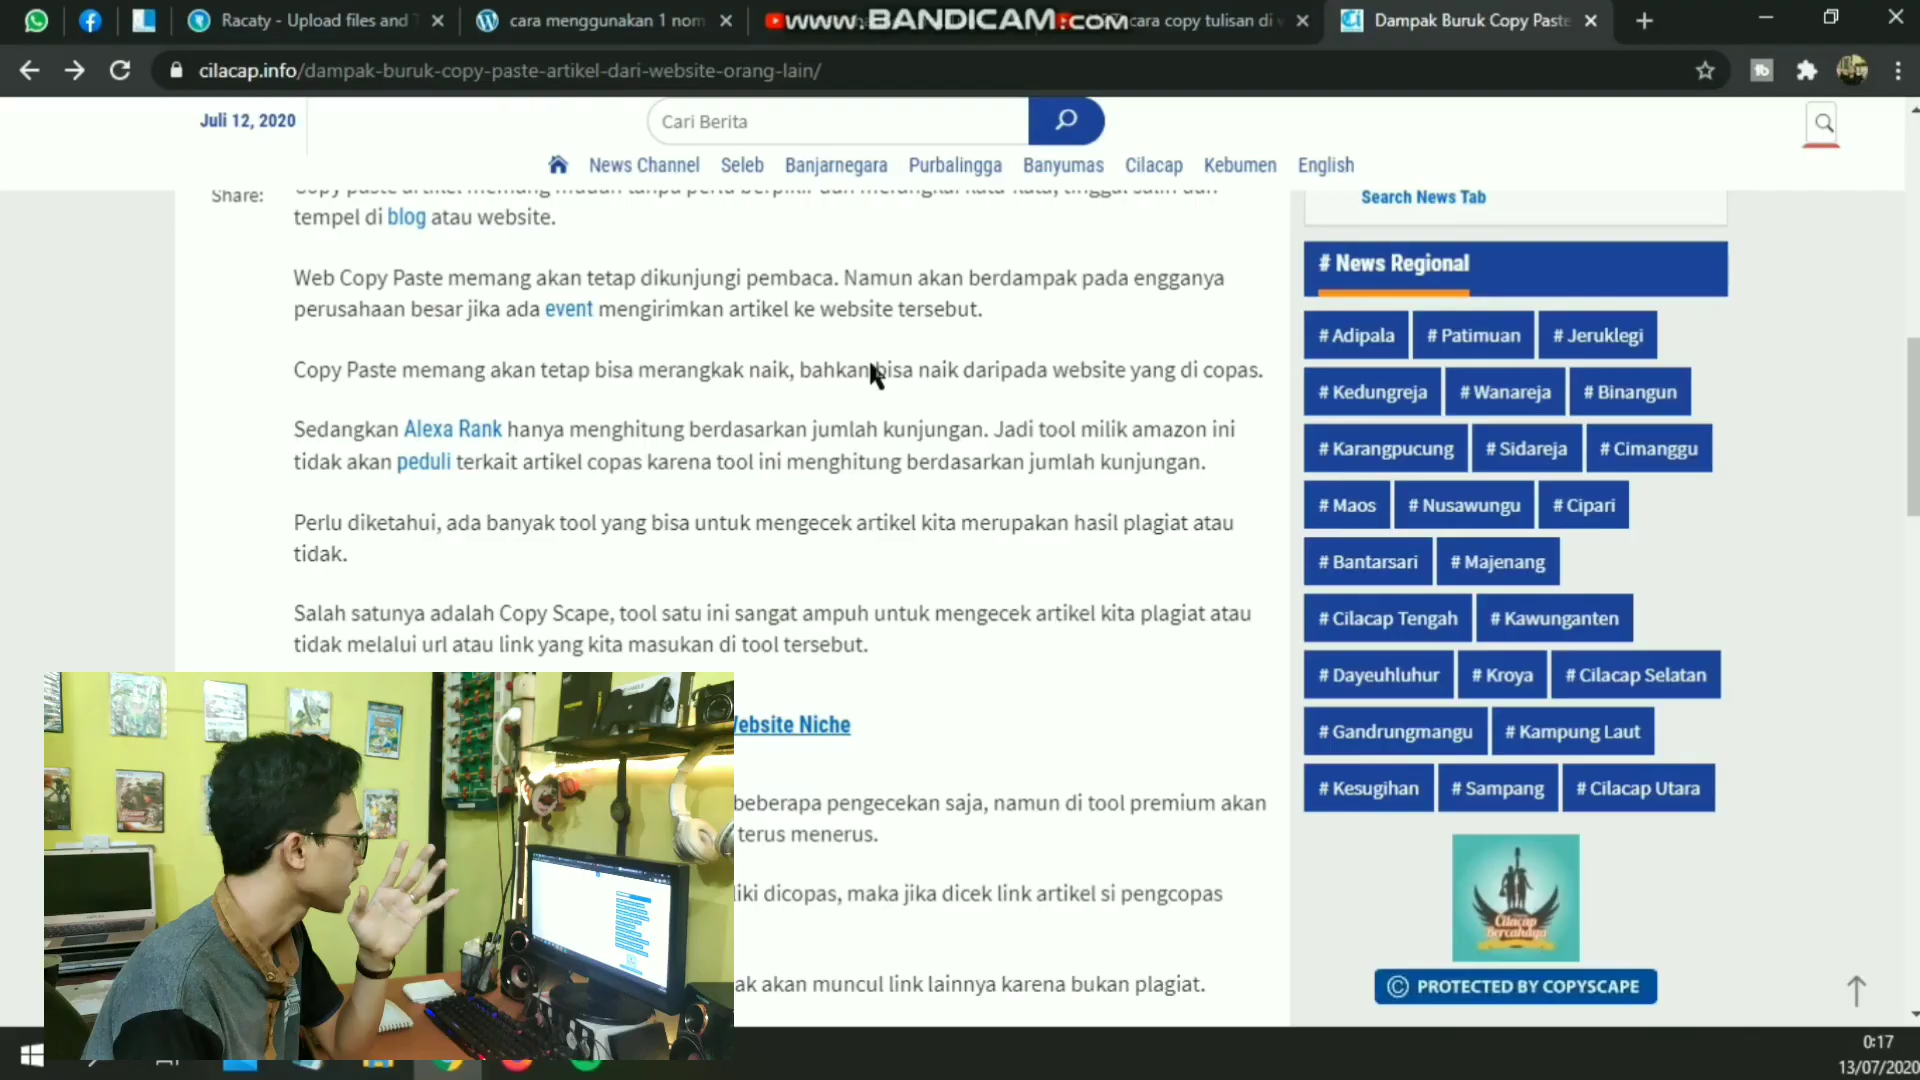 Racaty - Upload files and
cara menggunakan 1 nom
www.BANDICAM.com
cara copy tulisan di
Dampak Buruk Copy Paste
cilacap.info/dampak-buruk-copy-paste-artikel-dari-website-orang-lain/
Juli 12, 2020
Cari Berita
News Channel Seleb Banjarnegara Purbalingga Banyumas Cilacap Kebumen English
Share:
tempel di blog atau website.
Web Copy Paste memang akan tetap dikunjungi pembaca. Namun akan berdampak pada engganya
perusahaan besar jika ada event mengirimkan artikel ke website tersebut.
Copy Paste memang akan tetap bisa merangkak naik, bahkan bisa naik daripada website yang di copas.
Sedangkan Alexa Rank hanya menghitung berdasarkan jumlah kunjungan. Jadi tool milik amazon ini
tidak akan peduli terkait artikel copas karena tool ini menghitung berdasarkan jumlah kunjungan.
Perlu diketahui, ada banyak tool yang bisa untuk mengecek artikel kita merupakan hasil plagiat atau
tidak.
Salah satunya adalah Copy Scape, tool satu ini sangat ampuh untuk mengecek artikel kita plagiat atau
tidak melalui url atau link yang kita masukan di tool tersebut.
Website Niche
beberapa pengecekan saja, namun di tool premium akan
terus menerus.
iki dicopas, maka jika dicek link artikel si pengcopas
ak akan muncul link lainnya karena bukan plagiat.
Search News Tab
# News Regional
# Adipala # Patimuan # Jeruklegi
# Kedungreja # Wanareja # Binangun
# Karangpucung # Sidareja # Cimanggu
# Maos # Nusawungu # Cipari
# Bantarsari # Majenang
# Cilacap Tengah # Kawunganten
# Dayeuhluhur # Kroya # Cilacap Selatan
# Gandrungmangu # Kampung Laut
# Kesugihan # Sampang # Cilacap Utara
Cilacap
Bercahaya
© PROTECTED BY COPYSCAPE
0:17
13/07/2020